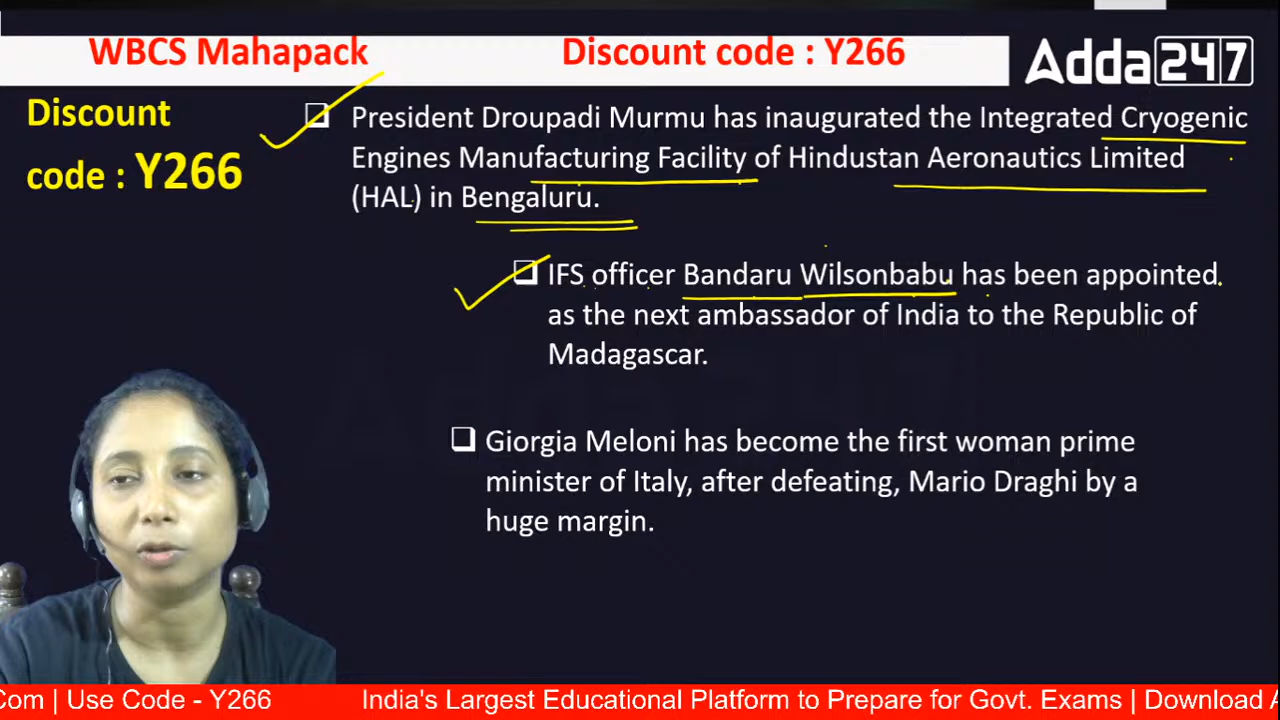 WBCS Mahapack Discount code : Y266
Adda 247
Discount
code : Y266
❑ President Droupadi Murmu has inaugurated the Integrated Cryogenic
Engines Manufacturing Facility of Hindustan Aeronautics Limited
(HAL) in Bengaluru.
❑ IFS officer Bandaru Wilsonbabu has been appointed
as the next ambassador of India to the Republic of
Madagascar.
❑ Giorgia Meloni has become the first woman prime
minister of Italy, after defeating, Mario Draghi by a
huge margin.
Com | Use Code - Y266 India's Largest Educational Platform to Prepare for Govt. Exams | Download A